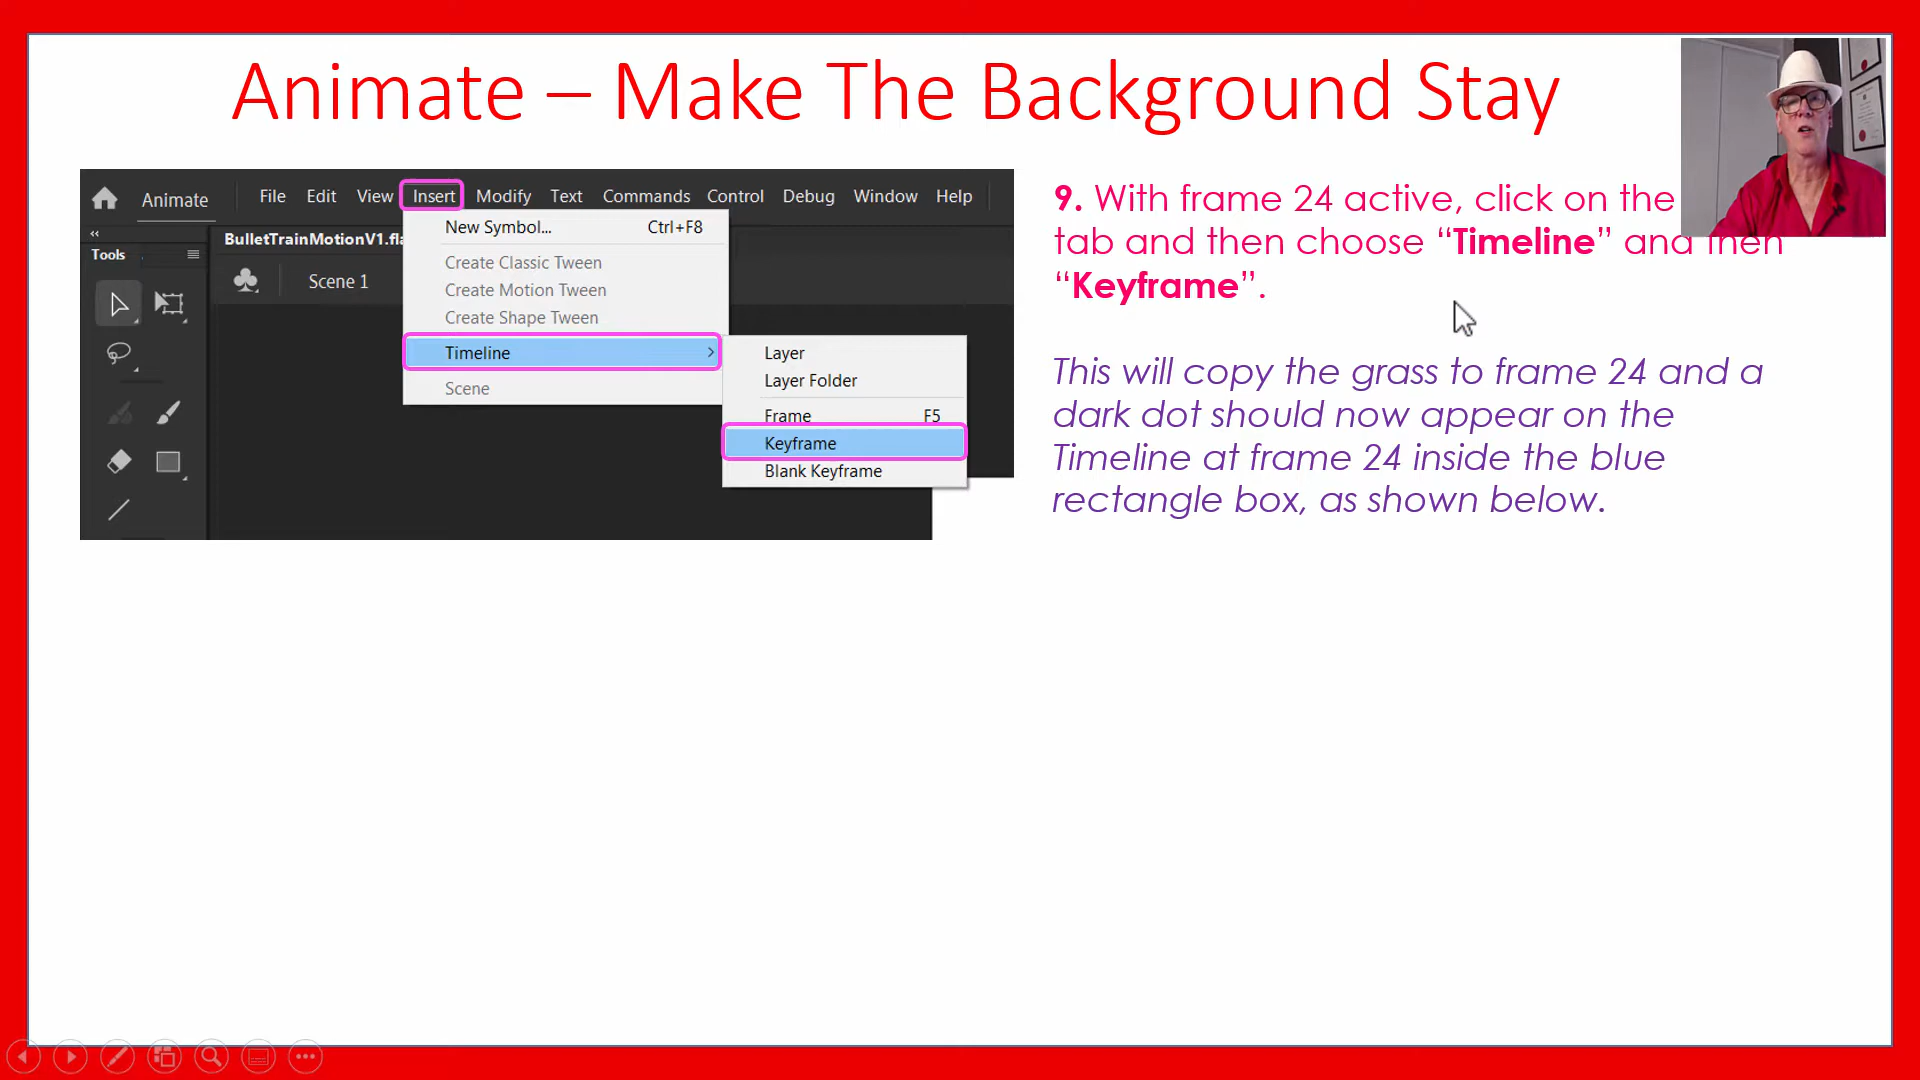 Animate – Make The Background Stay
Animate File Edit View Insert Modify Text Commands Control Debug Window Help
BulletTrainMotionV1.fla
Tools
Scene 1
New Symbol... Ctrl+F8
Create Classic Tween
Create Motion Tween
Create Shape Tween
Timeline
Scene
Layer
Layer Folder
Frame F5
Keyframe
Blank Keyframe
9. With frame 24 active, click on the
tab and then choose “Timeline” and then
“Keyframe”.
This will copy the grass to frame 24 and a
dark dot should now appear on the
Timeline at frame 24 inside the blue
rectangle box, as shown below.